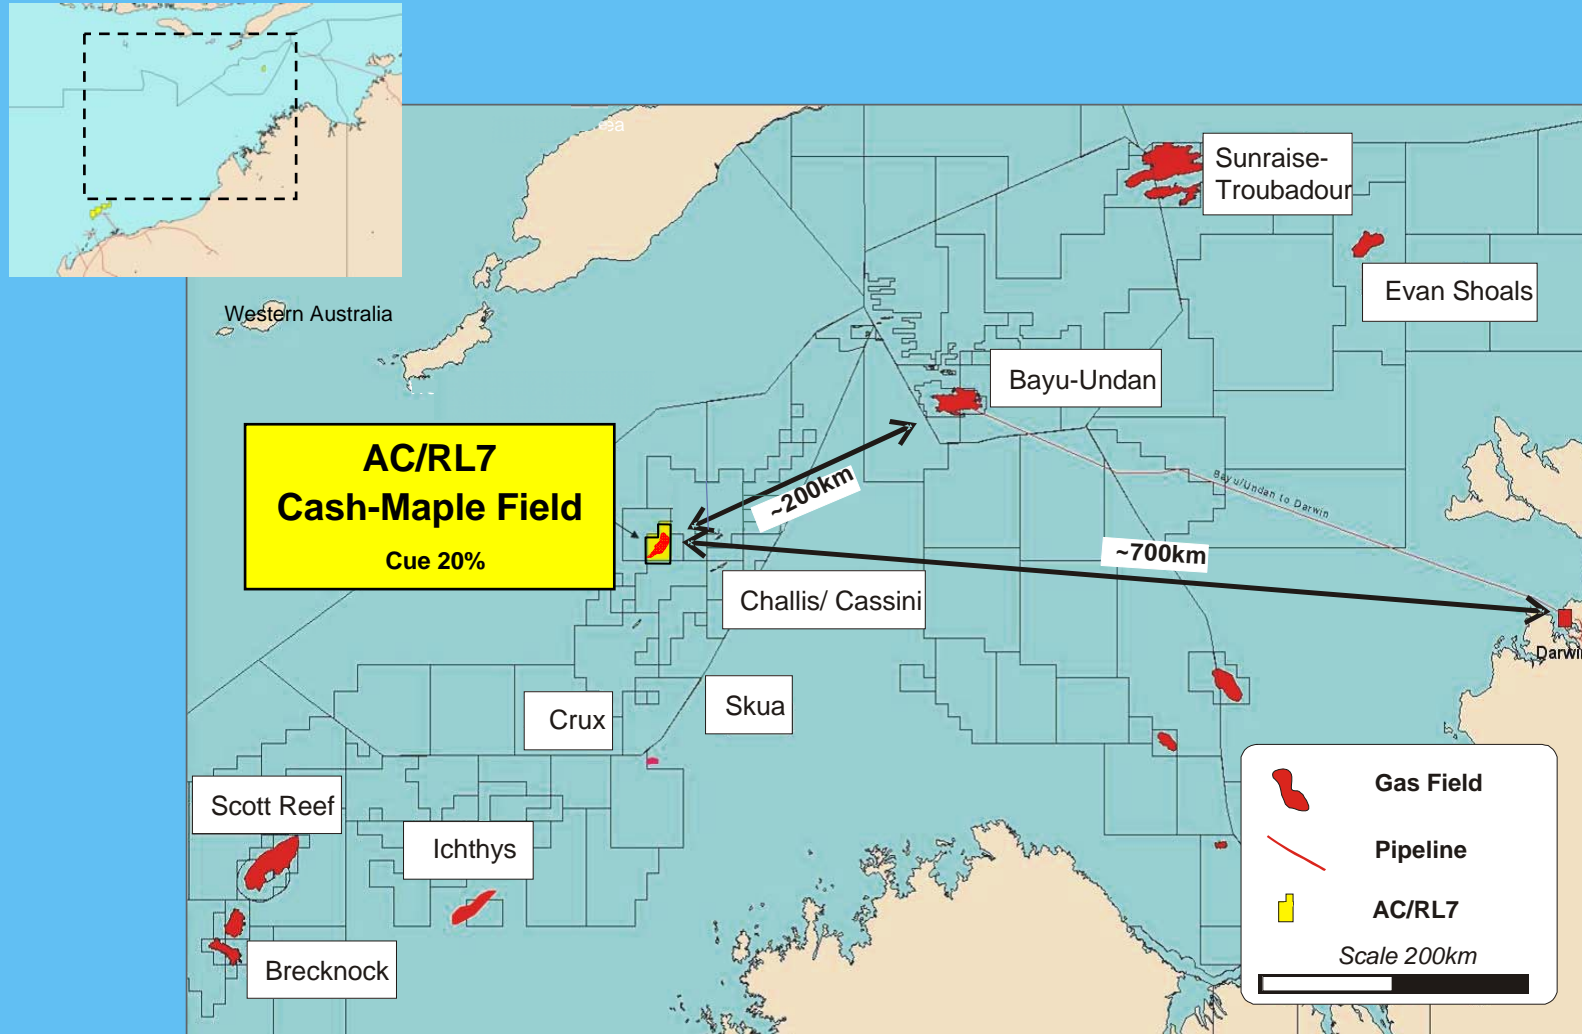 Sunraise-
Troubadour
Evan Shoals
Western Australia
Bayu-Undan
AC/RL7
Cash-Maple Field
Cue 20%
~200km
Bayu/Undan to Darwin
~700km
Challis/ Cassini
Darwin
Crux
Skua
Scott Reef
Ichthys
Brecknock
Gas Field
Pipeline
AC/RL7
Scale 200km